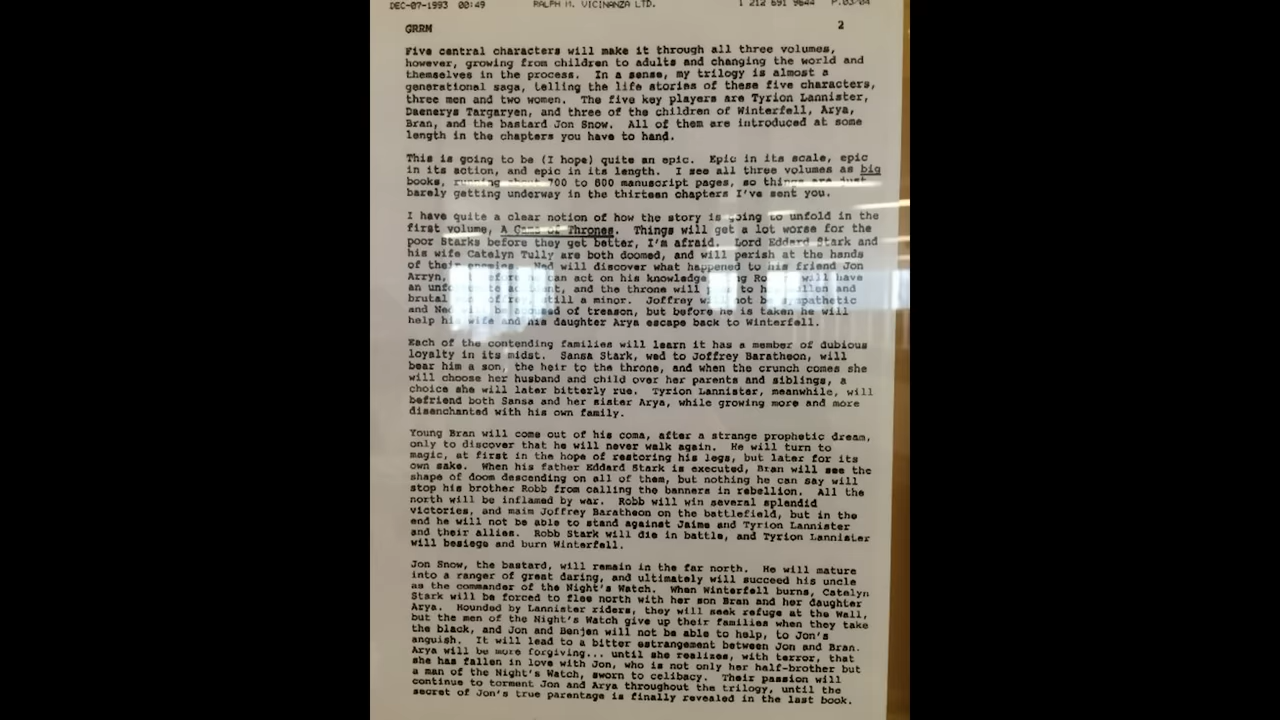 DEC-07-1993 00:49 RALPH M. VICINANZA LTD. 1 212 691 9644 P.03/04
GRRM 2
Five central characters will make it through all three volumes,
however, growing from children to adults and changing the world and
themselves in the process. In a sense, my trilogy is almost a
generational saga, telling the life stories of these five characters,
three men and two women. The five key players are Tyrion Lannister,
Daenerys Targaryen, and three of the children of Winterfell, Arya,
Bran, and the bastard Jon Snow. All of them are introduced at some
length in the chapters you have to hand.
This is going to be (I hope) quite an epic. Epic in its scale, epic
in its action, and epic in its length. I see all three volumes as big
books, running about 700 to 800 manuscript pages, so things are just
barely getting underway in the thirteen chapters I've sent you.
I have quite a clear notion of how the story is going to unfold in the
first volume, A Game of Thrones. Things will get a lot worse for the
poor Starks before they get better, I'm afraid. Lord Eddard Stark and
his wife Catelyn Tully are both doomed, and will perish at the hands
of their enemies. Ned will discover what happened to his friend Jon
Arryn, can act on his knowledge will have
an and the throne will and
brutal still a minor. Joffrey will not be sympathetic
and Ned will be accused of treason, but before he is taken he will
help his wife and his daughter Arya escape back to Winterfell.
Each of the contending families will learn it has a member of dubious
loyalty in its midst. Sansa Stark, wed to Joffrey Baratheon, will
bear him a son, the heir to the throne, and when the crunch comes she
will choose her husband and child over her parents and siblings, a
choice she will later bitterly rue. Tyrion Lannister, meanwhile, will
befriend both Sansa and her sister Arya, while growing more and more
disenchanted with his own family.
Young Bran will come out of his coma, after a strange prophetic dream,
only to discover that he will never walk again. He will turn to
magic, at first in the hope of restoring his legs, but later for its
own sake. When his father Eddard Stark is executed, Bran will see the
shape of doom descending on all of them, but nothing he can say will
stop his brother Robb from calling the banners in rebellion. All the
north will be inflamed by war. Robb will win several splendid
victories, and maim Joffrey Baratheon on the battlefield, but in the
end he will not be able to stand against Jaime and Tyrion Lannister
and their allies. Robb Stark will die in battle, and Tyrion Lannister
will besiege and burn Winterfell.
Jon Snow, the bastard, will remain in the far north. He will mature
into a ranger of great daring, and ultimately will succeed his uncle
as the commander of the Night's Watch. When Winterfell burns, Catelyn
Stark will be forced to flee north with her son Bran and her daughter
Arya. Hounded by Lannister riders, they will seek refuge at the Wall,
but the men of the Night's Watch give up their families when they take
the black, and Jon and Benjen will not be able to help, to Jon's
anguish. It will lead to a bitter estrangement between Jon and Bran.
Arya will be more forgiving... until she realizes, with terror, that
she has fallen in love with Jon, who is not only her half-brother but
a man of the Night's Watch, sworn to celibacy. Their passion will
continue to torment Jon and Arya throughout the trilogy, until the
secret of Jon's true parentage is finally revealed in the last book.